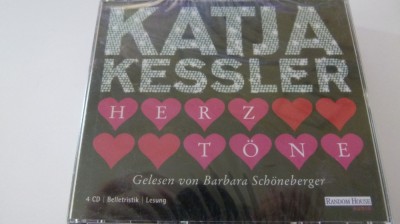 KATJA
KESSLER
HERZ
TÖNE
Gelesen von Barbara Schöneberger
4 CD | Belletristik | Lesung
RANDOM HOUSE